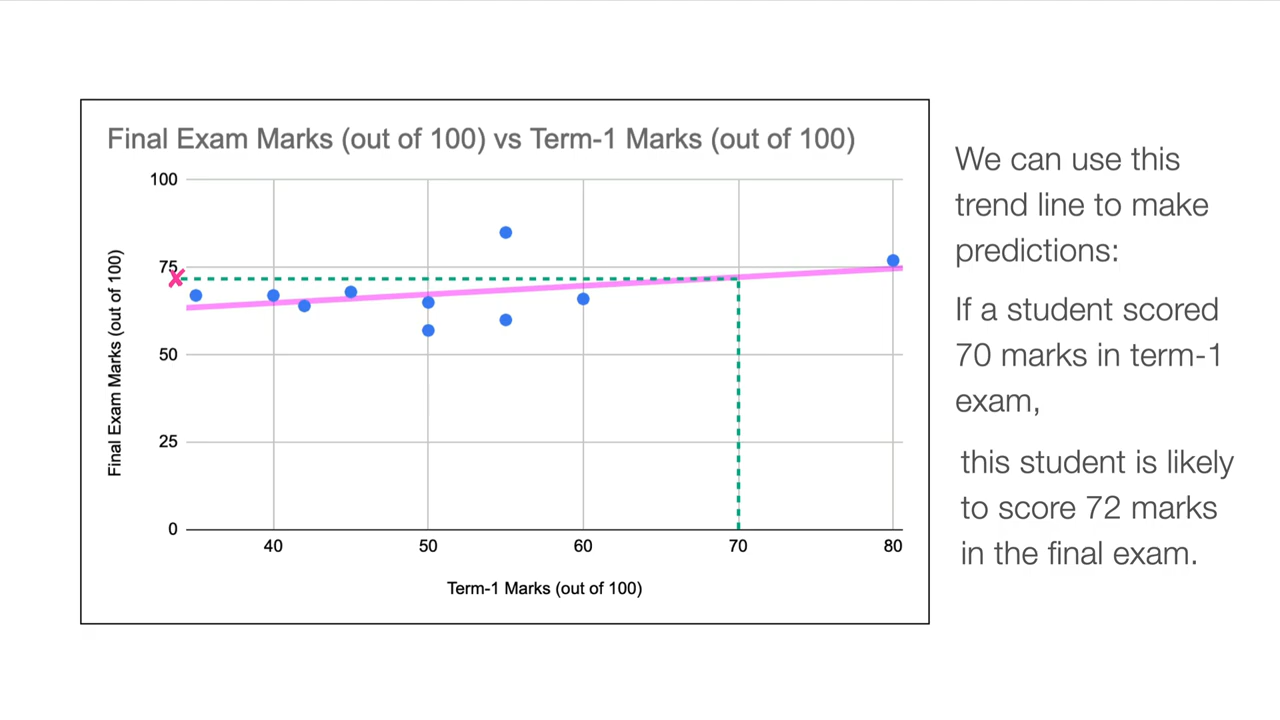 Final Exam Marks (out of 100) vs Term-1 Marks (out of 100)
100
75
50
25
0
Final Exam Marks (out of 100)
40 50 60 70 80
Term-1 Marks (out of 100)
We can use this
trend line to make
predictions:
If a student scored
70 marks in term-1
exam,
this student is likely
to score 72 marks
in the final exam.